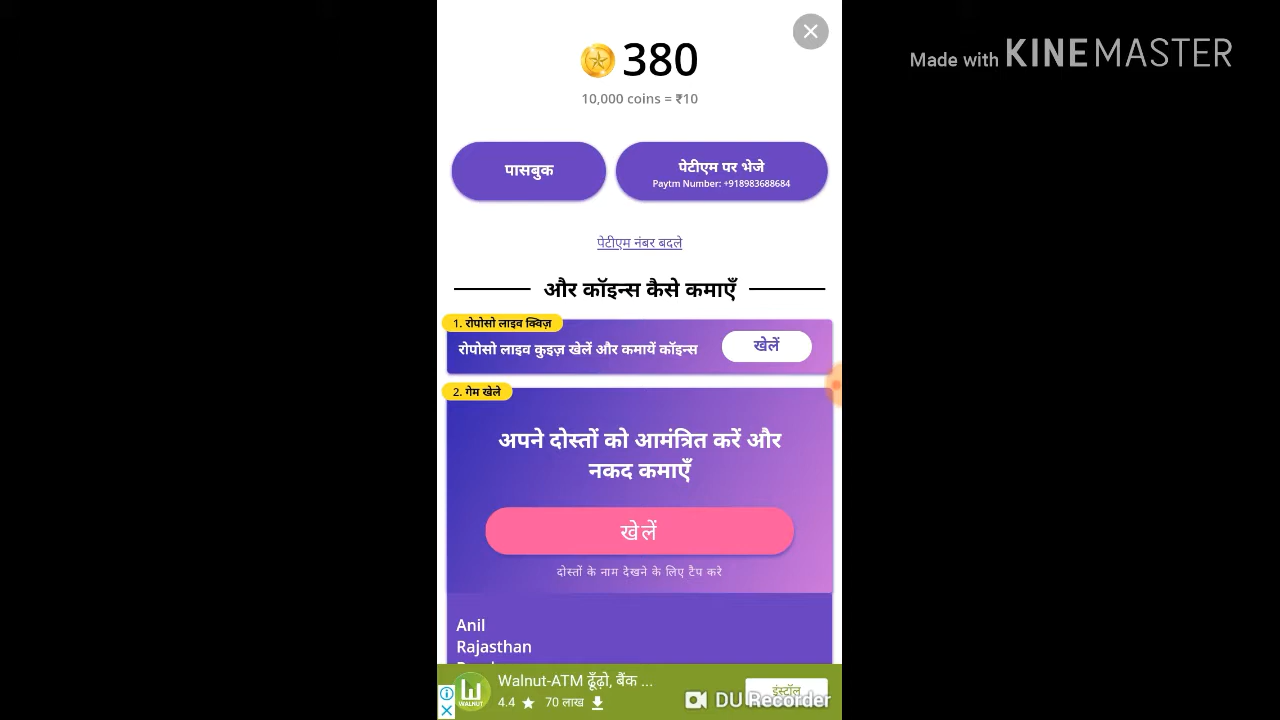 Made with KINEMASTER
380
10,000 coins = ₹10
पासबुक
पेटीएम पर भेजे
Paytm Number: +918983688684
पेटीएम नंबर बदले
और कॉइन्स कैसे कमाएँ
1. रोपोसो लाइव क्विज़
रोपोसो लाइव कुइज़ खेलें और कमायें कॉइन्स
खेलें
2. गेम खेले
अपने दोस्तों को आमंत्रित करें और
नकद कमाएँ
खेलें
दोस्तों के नाम देखने के लिए टैप करे
Anil
Rajasthan
Walnut-ATM ढूँढ़ो, बैंक ...
4.4 ★ 70 लाख
WALNUT
इंस्टॉल
DU Recorder